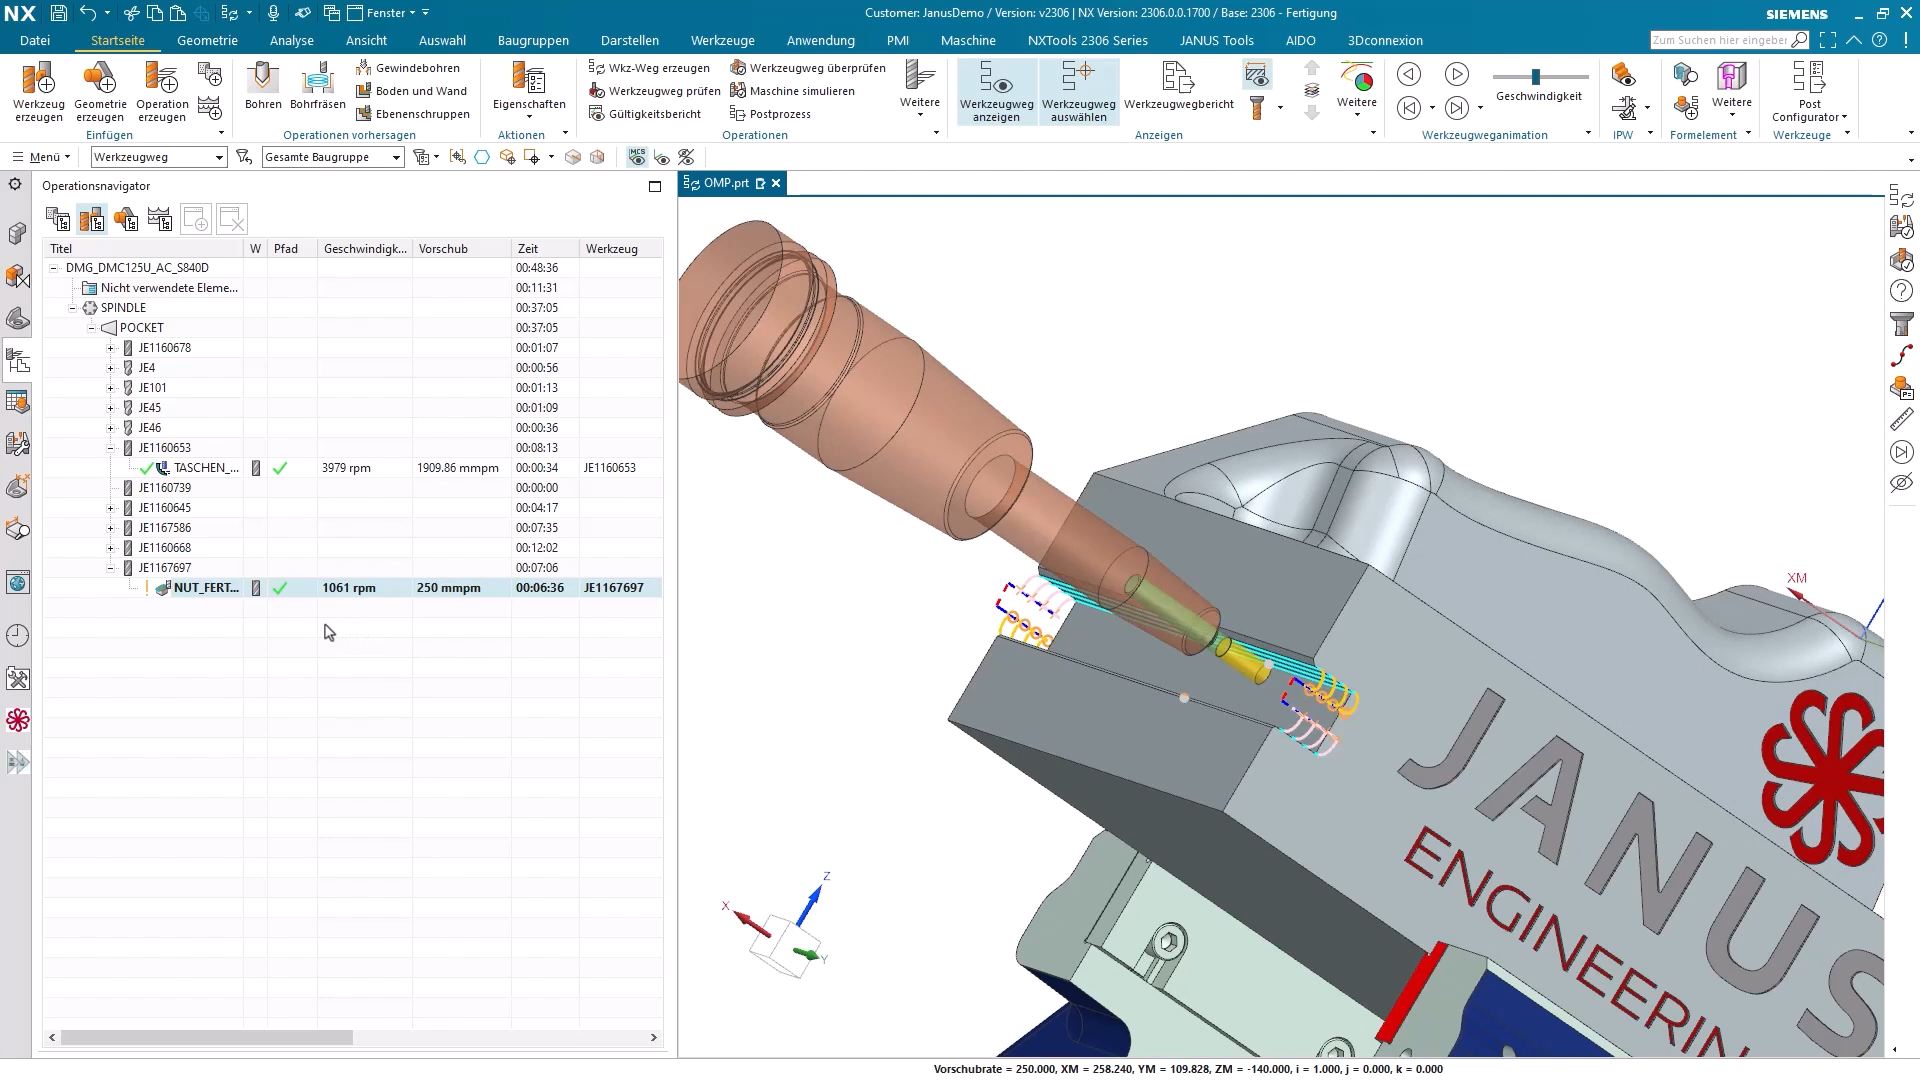 NX
Fenster
Customer: JanusDemo / Version: v2306 | NX Version: 2306.0.0.1700 / Base: 2306 - Fertigung
SIEMENS
Datei Startseite Geometrie Analyse Ansicht Auswahl Baugruppen Darstellen Werkzeuge Anwendung PMI Maschine NXTools 2306 Series JANUS Tools AIDO 3Dconnexion
Zum Suchen hier eingeber
Werkzeug erzeugen
Geometrie erzeugen
Operation erzeugen
Einfügen
Bohren
Bohrfräsen
Gewindebohren
Boden und Wand
Ebenenschruppen
Operationen vorhersagen
Eigenschaften
Aktionen
Wkz-Weg erzeugen
Werkzeugweg prüfen
Gültigkeitsbericht
Werkzeugweg überprüfen
Maschine simulieren
Postprozess
Weitere
Operationen
Werkzeugweg anzeigen
Werkzeugweg auswählen
Werkzeugwegbericht
Weitere
Anzeigen
Geschwindigkeit
Werkzeugweganimation
IPW
Weitere
Formelement
Post Configurator
Werkzeuge
Menü
Werkzeugweg
Gesamte Baugruppe
MCS
Operationsnavigator
OMP.prt
Titel W Pfad Geschwindigk... Vorschub Zeit Werkzeug
DMG_DMC125U_AC_S840D 00:48:36
Nicht verwendete Eleme... 00:11:31
SPINDLE 00:37:05
POCKET 00:37:05
JE1160678 00:01:07
JE4 00:00:56
JE101 00:01:13
JE45 00:01:09
JE46 00:00:36
JE1160653 00:08:13
TASCHEN_... 3979 rpm 1909.86 mmpm 00:00:34 JE1160653
JE1160739 00:00:00
JE1160645 00:04:17
JE1167586 00:07:35
JE1160668 00:12:02
JE1167697 00:07:06
NUT_FERT... 1061 rpm 250 mmpm 00:06:36 JE1167697
XM
JANUS
ENGINEERIN
Z
X
Y
Vorschubrate = 250.000, XM = 258.240, YM = 109.828, ZM = -140.000, i = 1.000, j = 0.000, k = 0.000